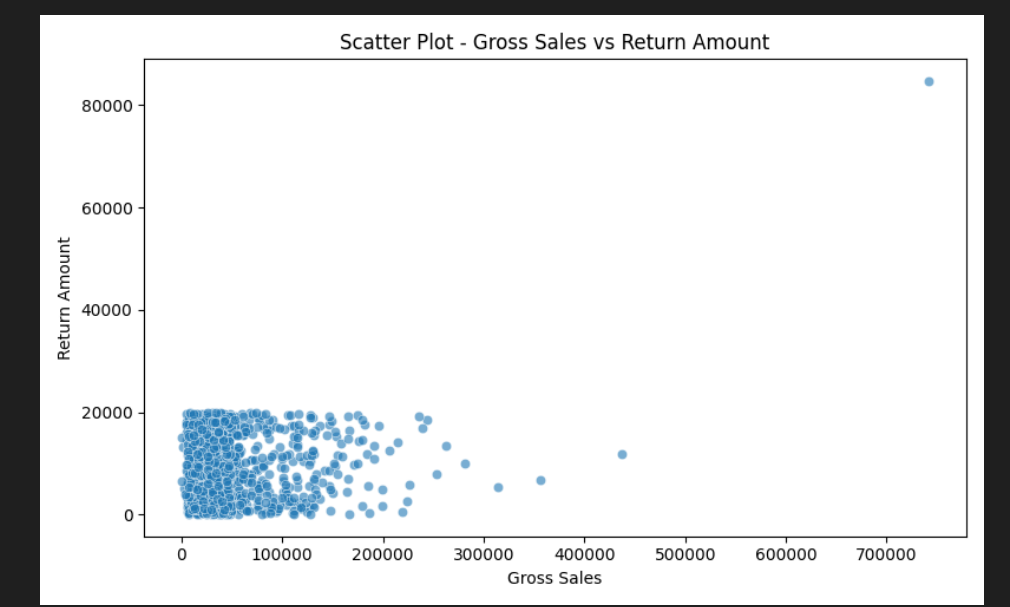 Scatter Plot - Gross Sales vs Return Amount
80000
60000
40000
20000
0
Return Amount
0 100000 200000 300000 400000 500000 600000 700000
Gross Sales